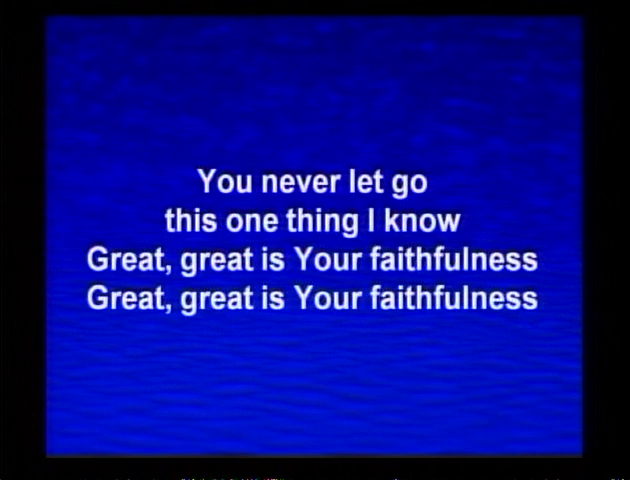 You never let go
this one thing I know
Great, great is Your faithfulness
Great, great is Your faithfulness